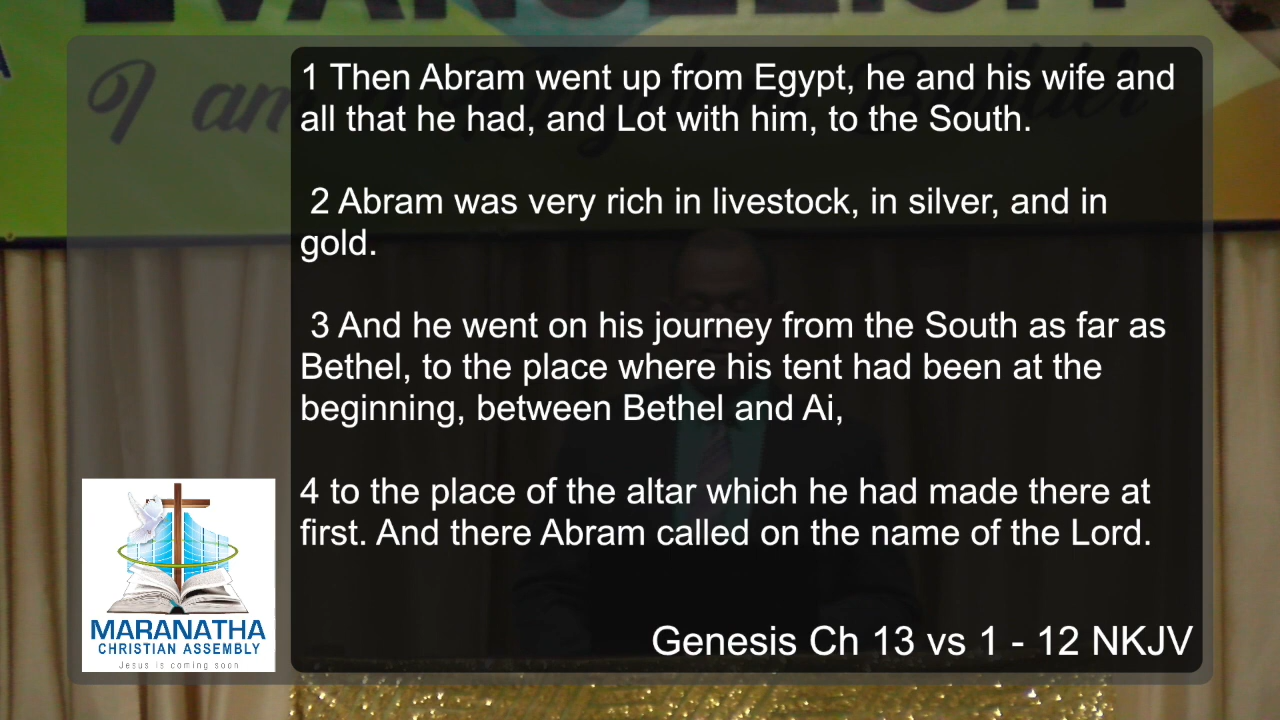 EVANGELISM
I am
1 Then Abram went up from Egypt, he and his wife and
all that he had, and Lot with him, to the South.
2 Abram was very rich in livestock, in silver, and in
gold.
3 And he went on his journey from the South as far as
Bethel, to the place where his tent had been at the
beginning, between Bethel and Ai,
4 to the place of the altar which he had made there at
first. And there Abram called on the name of the Lord.
Genesis Ch 13 vs 1 - 12 NKJV
MARANATHA
CHRISTIAN ASSEMBLY
Jesus is coming soon